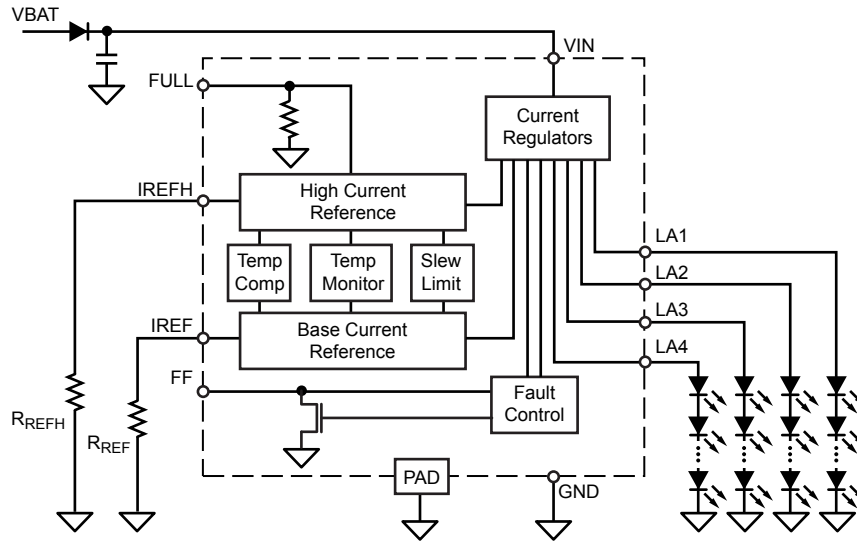 VBAT
VIN
FULL
Current
Regulators
IREFH
High Current
Reference
LA1
Temp
Comp
Temp
Monitor
Slew
Limit
LA2
IREF
Base Current
Reference
LA3
LA4
FF
Fault
Control
RREFH
RREF
PAD
GND